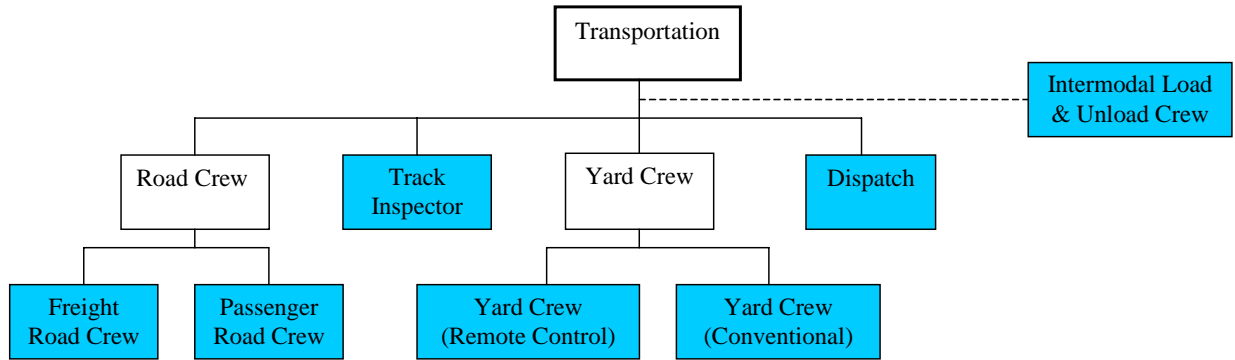 Transportation
Intermodal Load
& Unload Crew
Road Crew
Track
Inspector
Yard Crew
Dispatch
Freight
Road Crew
Passenger
Road Crew
Yard Crew
(Remote Control)
Yard Crew
(Conventional)